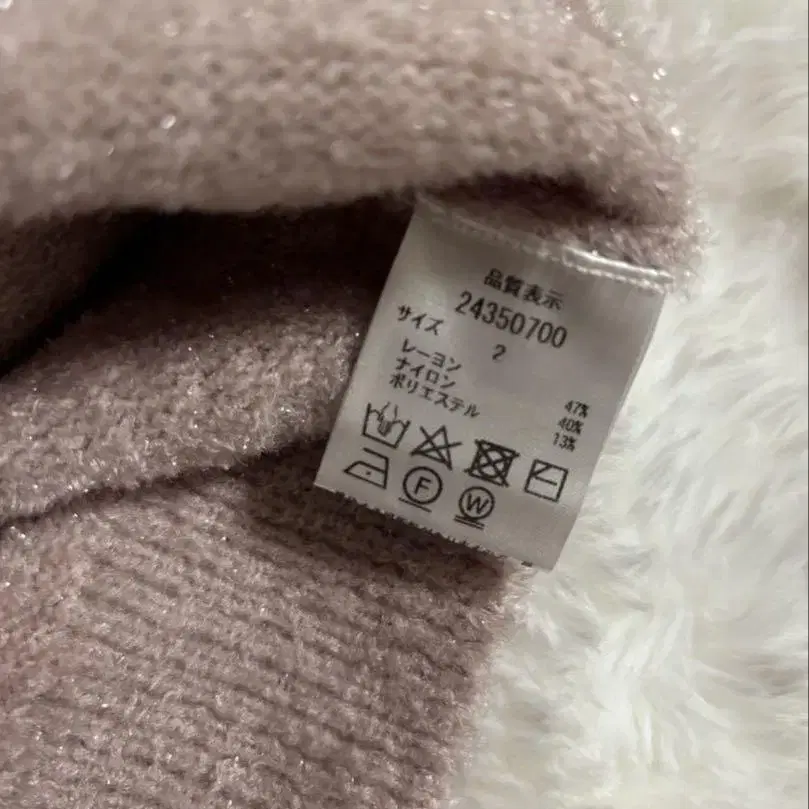 品質表示
24350700
サイズ 2
レーヨン 47%
ナイロン 40%
ポリエステル 13%
F
W